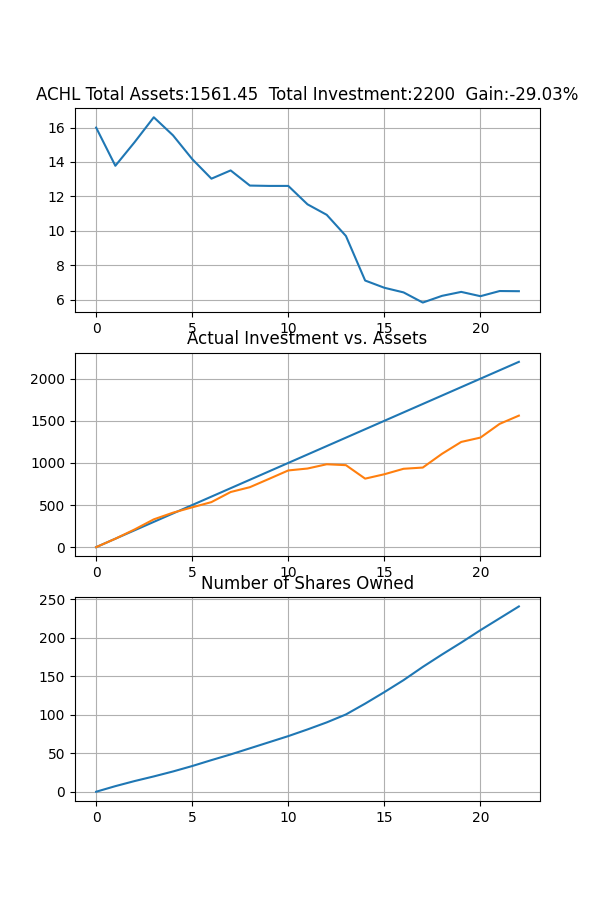 ACHL Total Assets:1561.45  Total Investment:2200  Gain:-29.03%
16
14
12
10
8
6
0 5 10 15 20
Actual Investment vs. Assets
2000
1500
1000
500
0
0 5 10 15 20
Number of Shares Owned
250
200
150
100
50
0
0 5 10 15 20